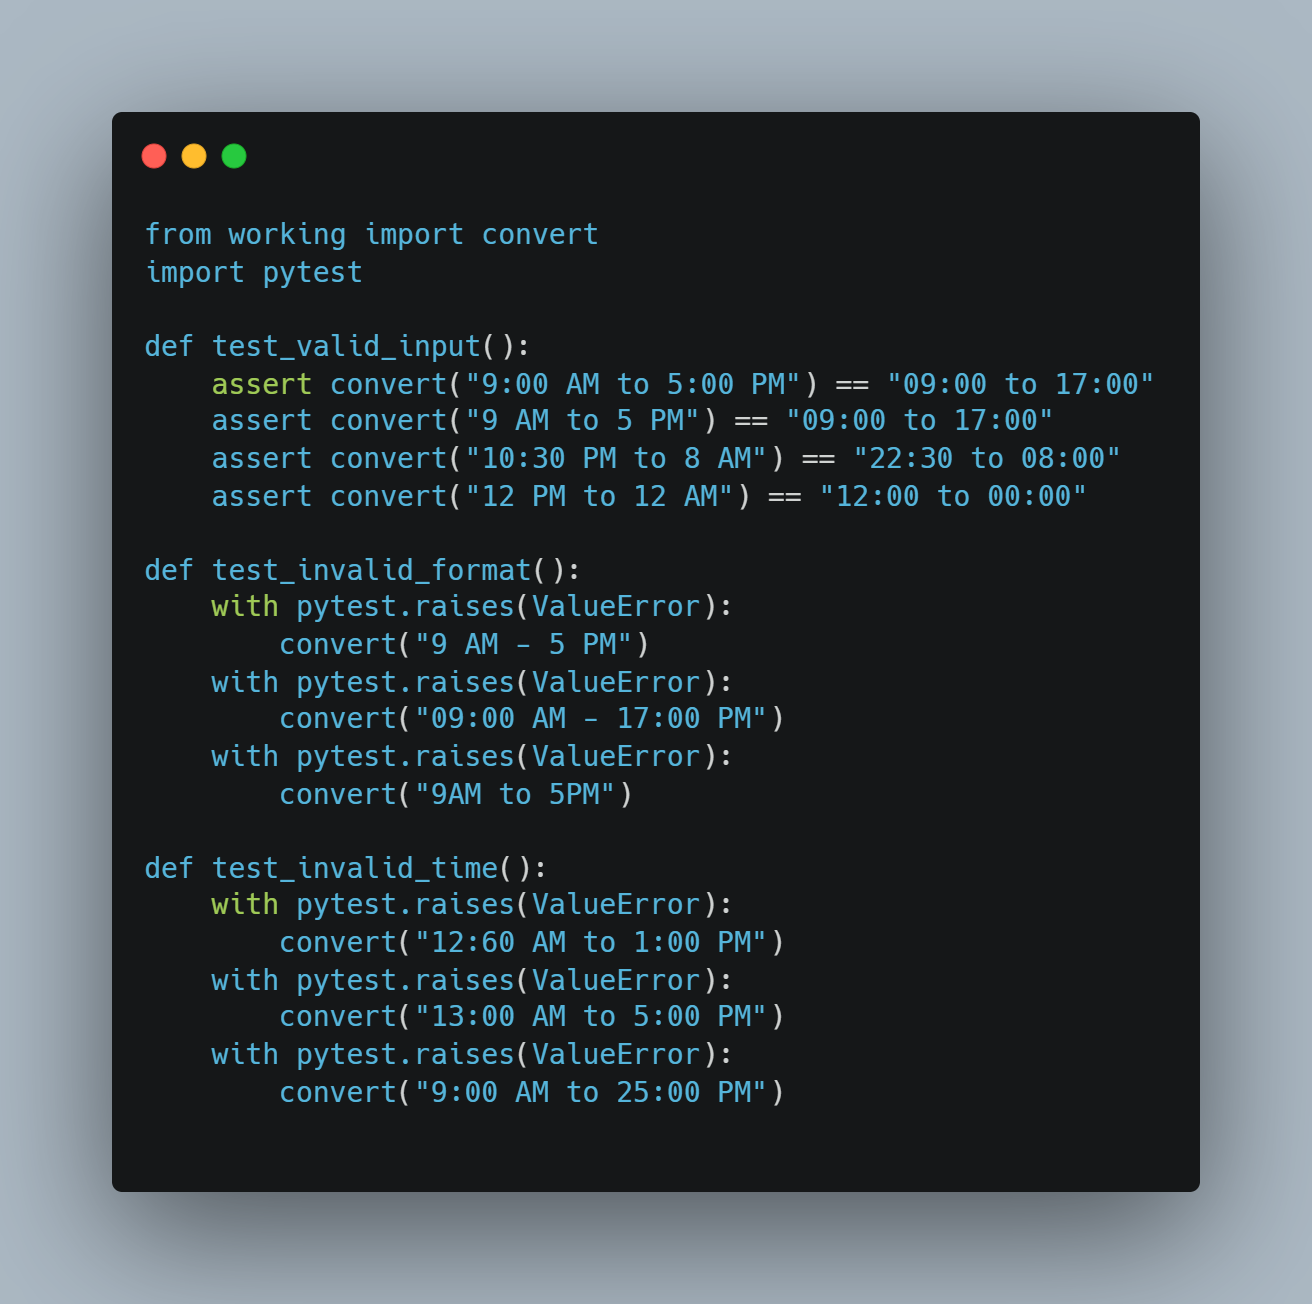 from working import convert
import pytest

def test_valid_input():
    assert convert("9:00 AM to 5:00 PM") == "09:00 to 17:00"
    assert convert("9 AM to 5 PM") == "09:00 to 17:00"
    assert convert("10:30 PM to 8 AM") == "22:30 to 08:00"
    assert convert("12 PM to 12 AM") == "12:00 to 00:00"

def test_invalid_format():
    with pytest.raises(ValueError):
        convert("9 AM - 5 PM")
    with pytest.raises(ValueError):
        convert("09:00 AM - 17:00 PM")
    with pytest.raises(ValueError):
        convert("9AM to 5PM")

def test_invalid_time():
    with pytest.raises(ValueError):
        convert("12:60 AM to 1:00 PM")
    with pytest.raises(ValueError):
        convert("13:00 AM to 5:00 PM")
    with pytest.raises(ValueError):
        convert("9:00 AM to 25:00 PM")